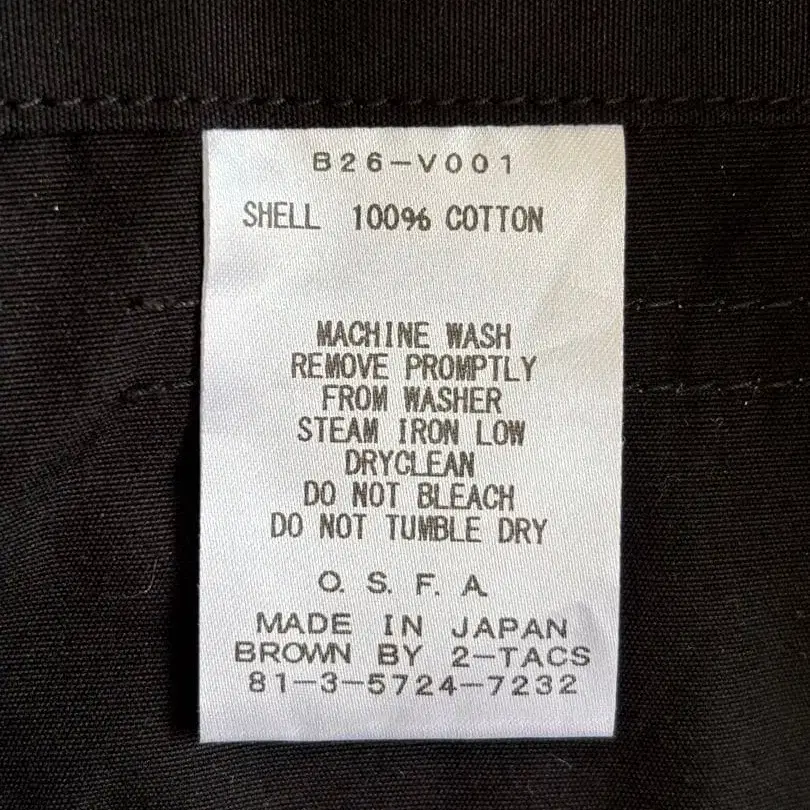 B26-V001
SHELL 100% COTTON
MACHINE WASH
REMOVE PROMPTLY
FROM WASHER
STEAM IRON LOW
DRYCLEAN
DO NOT BLEACH
DO NOT TUMBLE DRY
O. S. F. A.
MADE IN JAPAN
BROWN BY 2-TACS
81-3-5724-7232